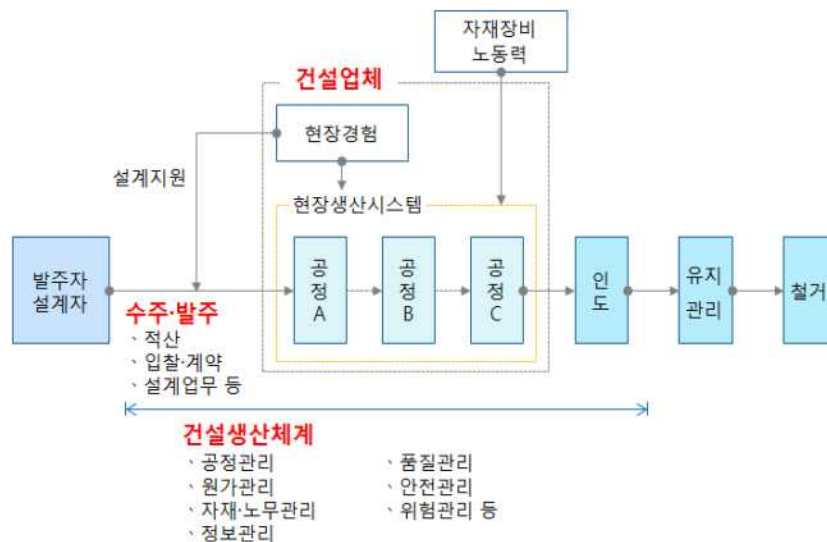 자재장비
노동력
건설업체
현장경험
설계지원
현장생산시스템
발주자
설계자
공정A
공정B
공정C
인도
유지
관리
철거
수주·발주
、적산
、입찰·계약
、설계업무 등
건설생산체계
、공정관리
、원가관리
、자재·노무관리
、정보관리
、품질관리
、안전관리
、위험관리 등